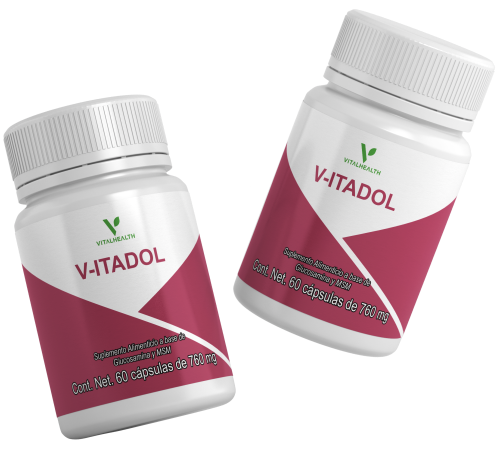 VITALHEALTH
V-ITADOL
Suplemento Alimenticio a base de
Glucosamina y MSM
Cont. Net. 60 cápsulas de 760 mg
VITALHEALTH
V-ITADOL
Suplemento Alimenticio a base de
Glucosamina y MSM
Cont. Net. 60 cápsulas de 760 mg